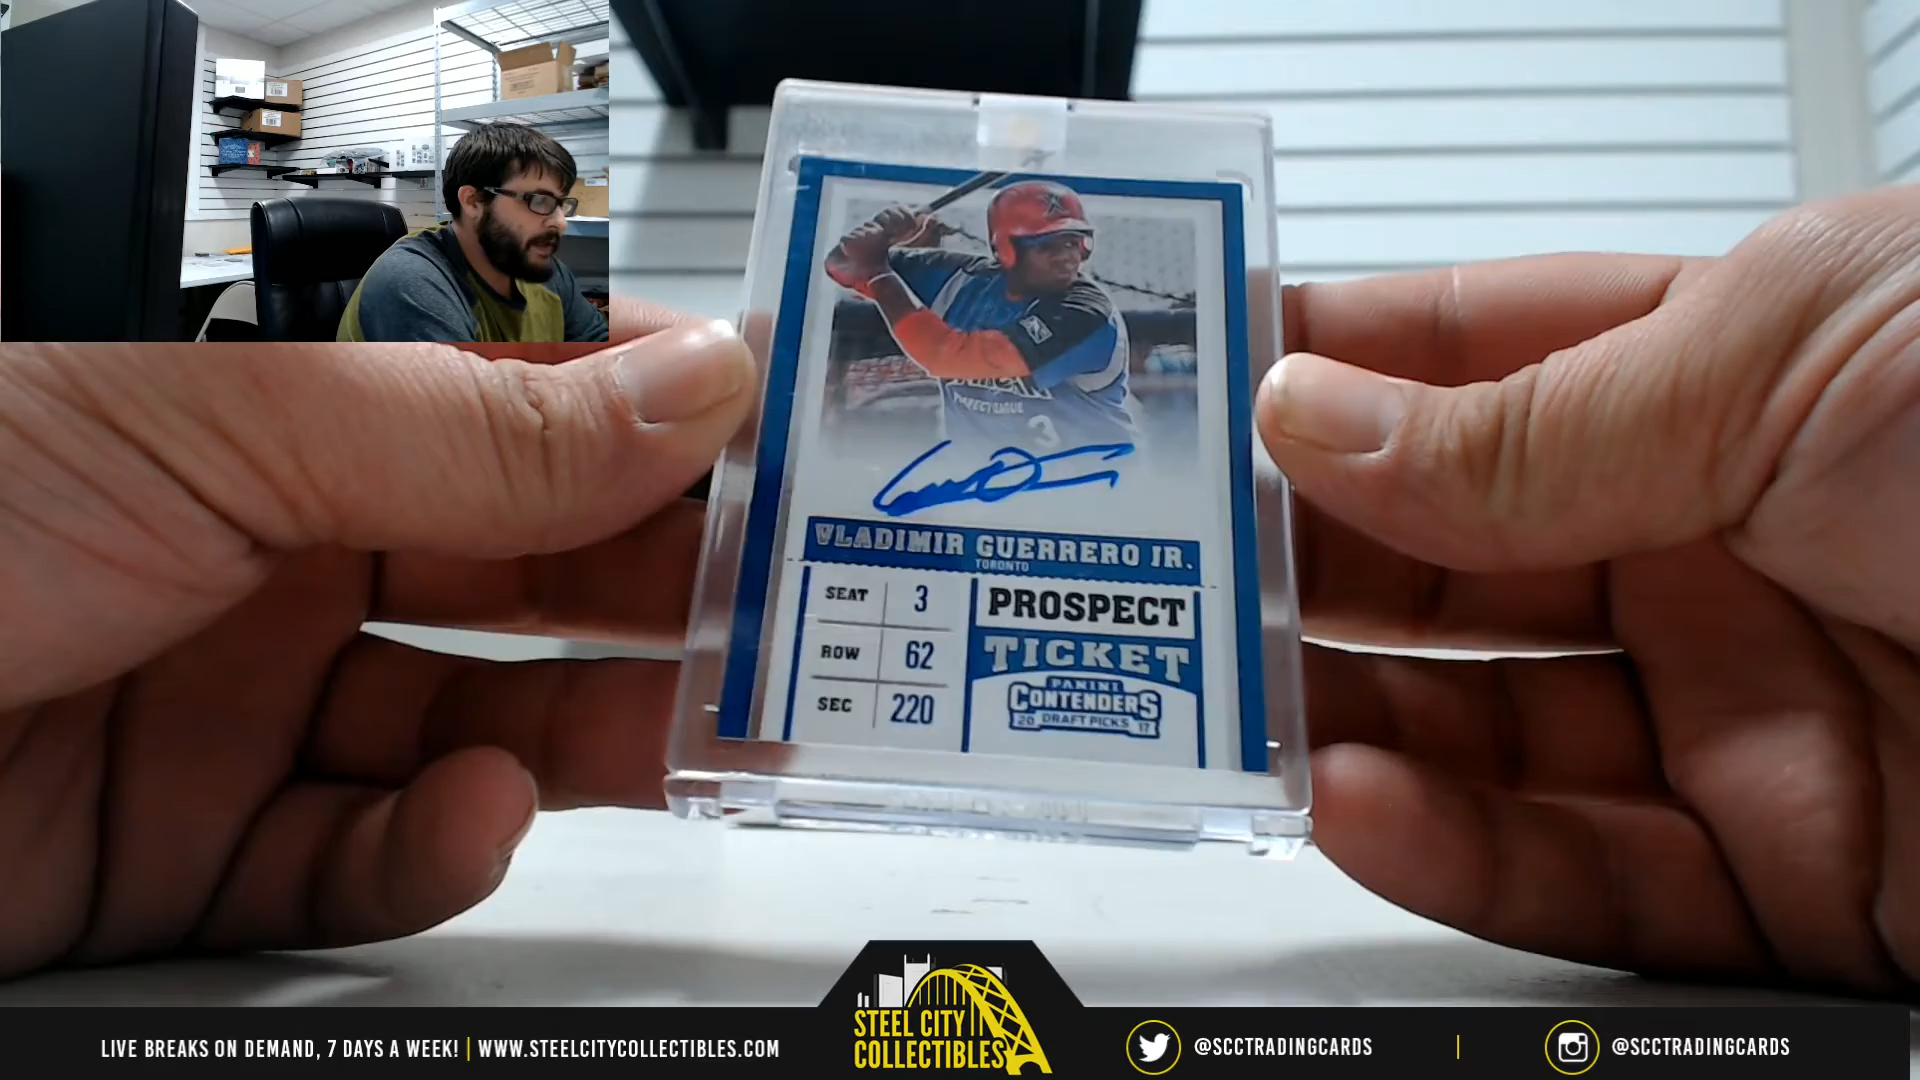 3
VLADIMIR GUERRERO JR.
TORONTO
SEAT 3
ROW 62
SEC 220
PROSPECT
TICKET
PANINI
CONTENDERS
20 DRAFT PICKS 17
LIVE BREAKS ON DEMAND, 7 DAYS A WEEK! | WWW.STEELCITYCOLLECTIBLES.COM
STEEL CITY
COLLECTIBLES
@SCCTRADINGCARDS | @SCCTRADINGCARDS